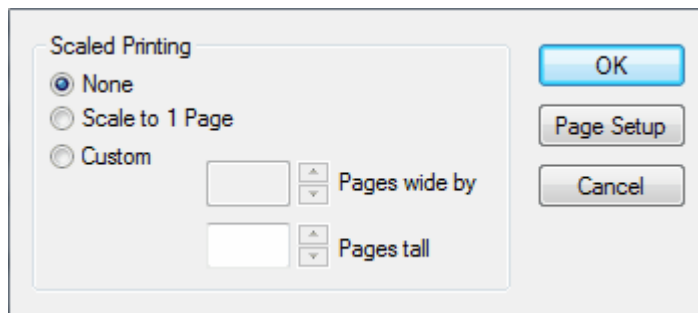 Scaled Printing
None
Scale to 1 Page
Custom
Pages wide by
Pages tall
OK
Page Setup
Cancel